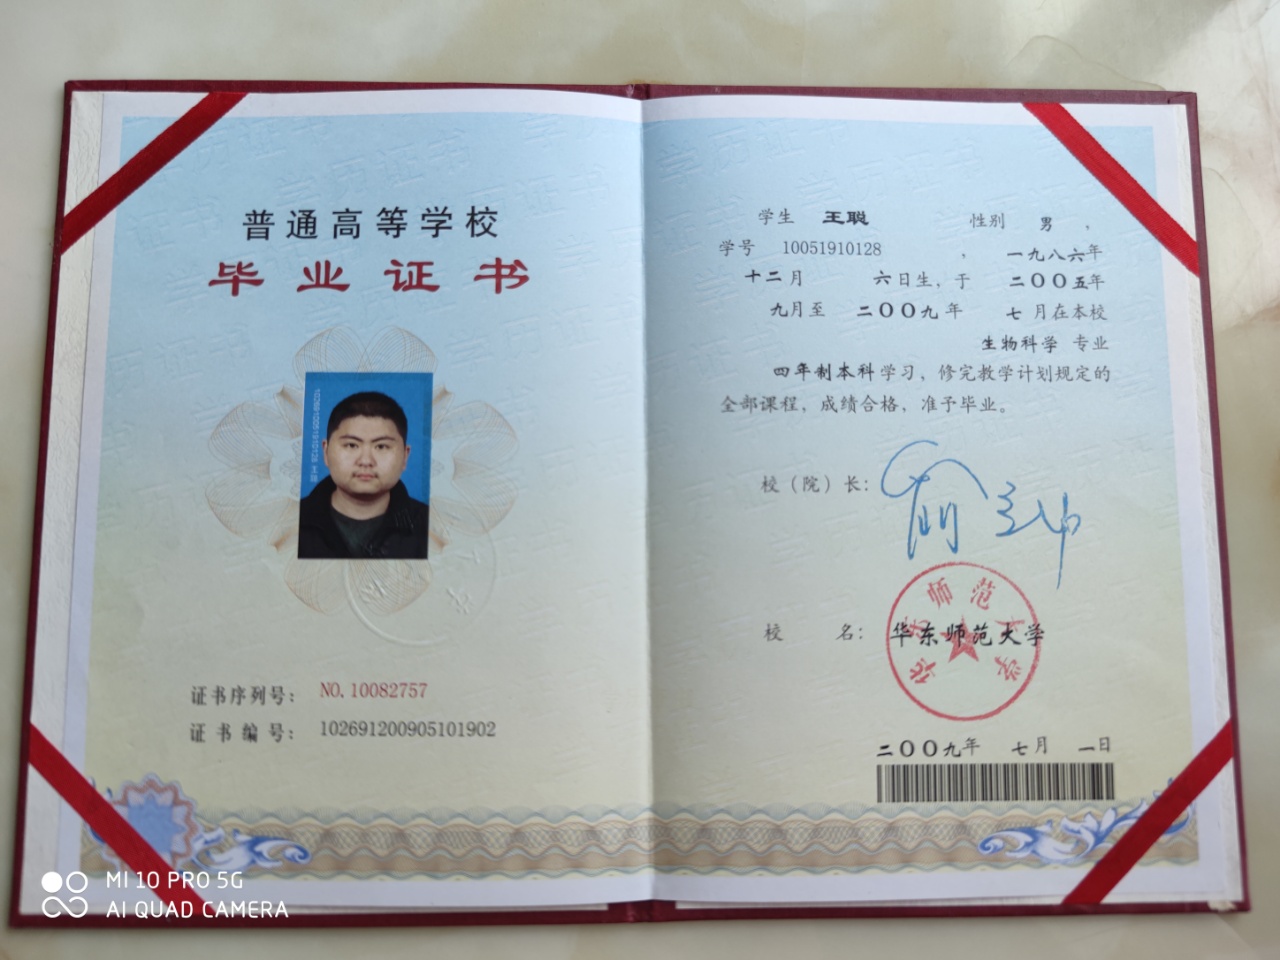 普通高等学校
毕业证书
证书序列号： NO. 10082757
证书编号： 102691200905101902
学生 王聪 性别 男 ，
学号 10051910128 ， 一九八六年
十二月 六日生，于 二〇〇五年
九月至 二〇〇九年 七月在本校
生物科学 专业
四年制本科学习，修完教学计划规定的
全部课程，成绩合格，准予毕业。
校（院）长：
校 名： 华东师范大学
华东师范大学
二〇〇九年 七月 一日
MI 10 PRO 5G
AI QUAD CAMERA